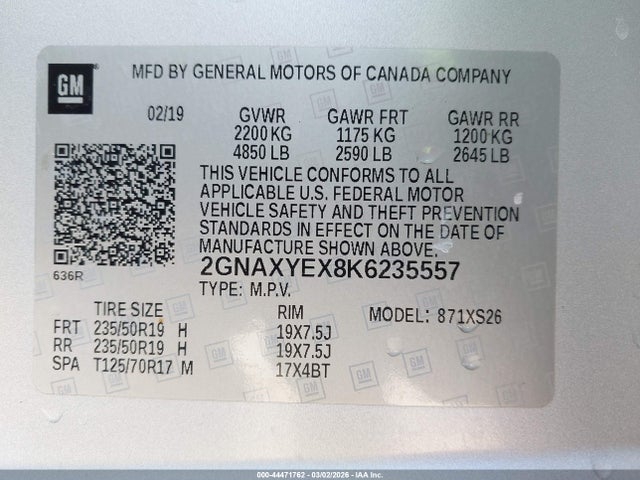 GM
MFD BY GENERAL MOTORS OF CANADA COMPANY
02/19 GVWR GAWR FRT GAWR RR
2200 KG 1175 KG 1200 KG
4850 LB 2590 LB 2645 LB
THIS VEHICLE CONFORMS TO ALL
APPLICABLE U.S. FEDERAL MOTOR
VEHICLE SAFETY AND THEFT PREVENTION
STANDARDS IN EFFECT ON THE DATE OF
MANUFACTURE SHOWN ABOVE.
636R
2GNAXYEX8K6235557
TYPE: M.P.V.
TIRE SIZE RIM MODEL: 871XS26
FRT 235/50R19 H 19X7.5J
RR 235/50R19 H 19X7.5J
SPA T125/70R17 M 17X4BT
000-44471762 - 03/02/2026 - IAA Inc.